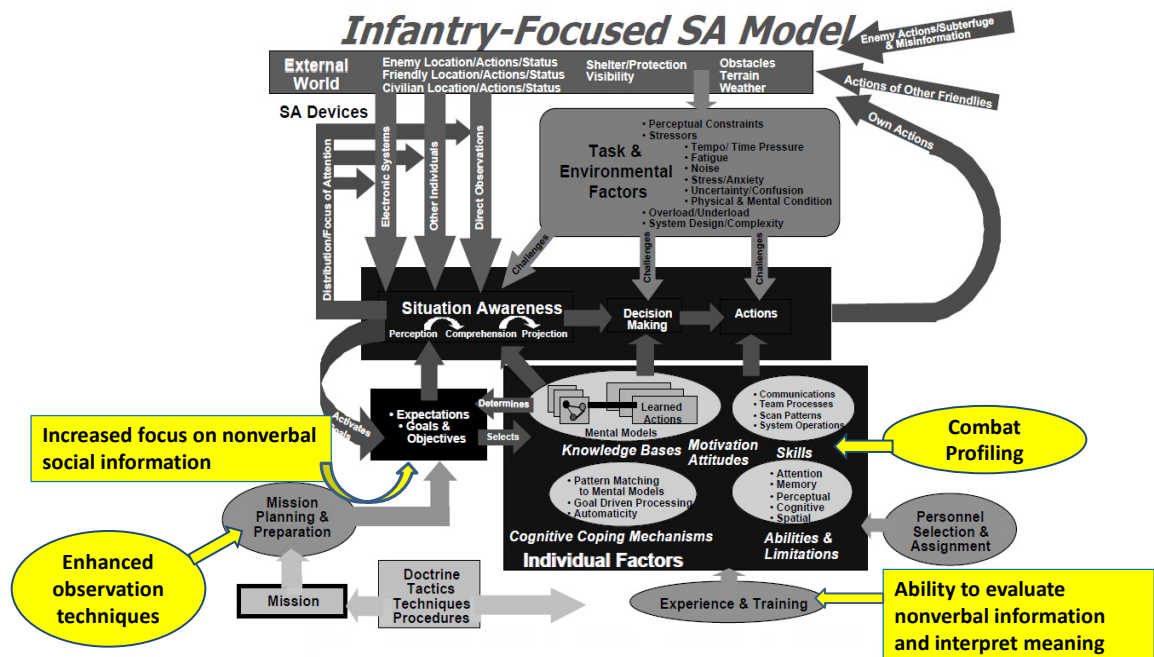 Infantry-Focused SA Model
Enemy Actions/Subterfuge
& Misinformation
External
World
Enemy Location/Actions/Status
Friendly Location/Actions/Status
Civilian Location/Actions/Status
Shelter/Protection
Visibility
Obstacles
Terrain
Weather
Actions of Other Friendlies
Own Actions
SA Devices
Distribution/Focus of Attention
Electronic Systems
Other Individuals
Direct Observations
Task &
Environmental
Factors
• Perceptual Constraints
• Stressors
• Tempo/ Time Pressure
• Fatigue
• Noise
• Stress/Anxiety
• Uncertainty/Confusion
• Physical & Mental Condition
• Overload/Underload
• System Design/Complexity
Challenges
Challenges
Challenges
Situation Awareness
Perception
Comprehension
Projection
Decision
Making
Actions
Activates
Goals
• Expectations
• Goals &
Objectives
Determines
Selects
Learned
Actions
Mental Models
Knowledge Bases
Motivation
Attitudes
• Communications
• Team Processes
• Scan Patterns
• System Operations
Skills
• Pattern Matching
to Mental Models
• Goal Driven Processing
• Automaticity
Cognitive Coping Mechanisms
• Attention
• Memory
• Perceptual
• Cognitive
• Spatial
Abilities &
Limitations
Individual Factors
Increased focus on nonverbal
social information
Combat
Profiling
Mission
Planning &
Preparation
Personnel
Selection &
Assignment
Enhanced
observation
techniques
Mission
Doctrine
Tactics
Techniques
Procedures
Experience & Training
Ability to evaluate
nonverbal information
and interpret meaning